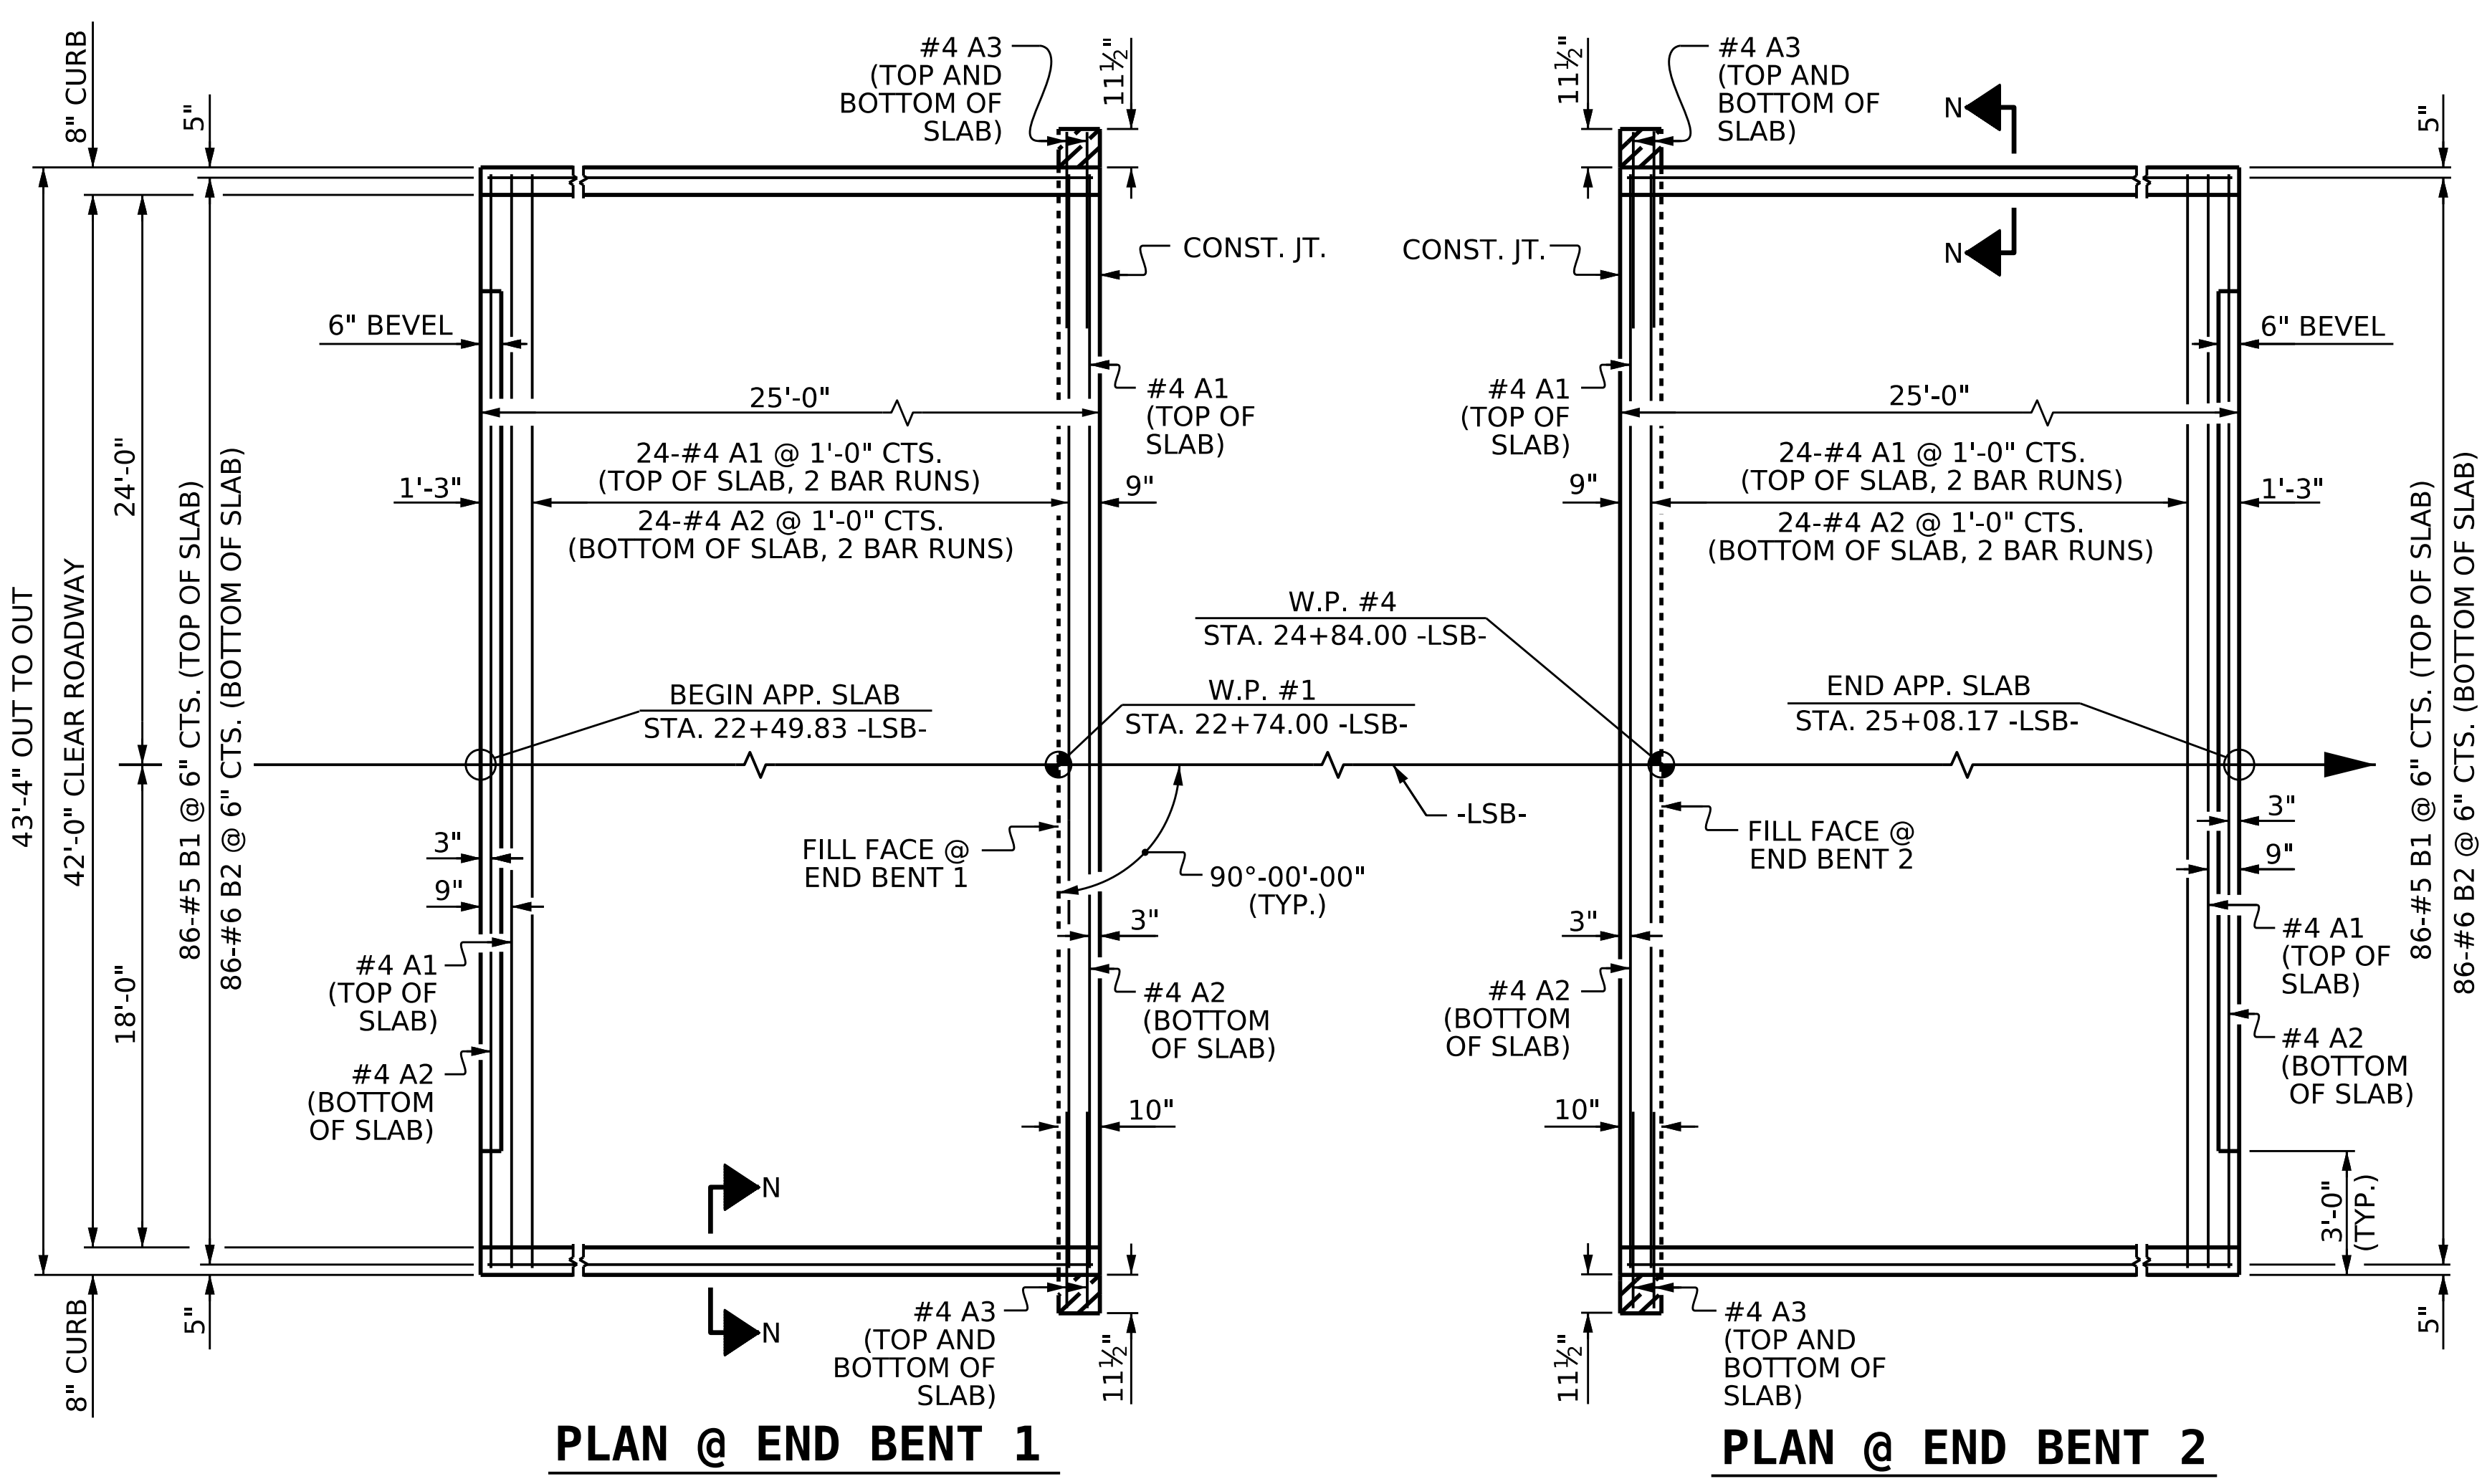 8" CURB
5"
#4 A3
(TOP AND
BOTTOM OF
SLAB)
11½"
11½"
#4 A3
(TOP AND
BOTTOM OF
SLAB)
N
N
5"
CONST. JT.
CONST. JT.
6" BEVEL
6" BEVEL
25'-0"
25'-0"
#4 A1
(TOP OF
SLAB)
#4 A1
(TOP OF
SLAB)
24-#4 A1 @ 1'-0" CTS.
(TOP OF SLAB, 2 BAR RUNS)
24-#4 A2 @ 1'-0" CTS.
(BOTTOM OF SLAB, 2 BAR RUNS)
24-#4 A1 @ 1'-0" CTS.
(TOP OF SLAB, 2 BAR RUNS)
24-#4 A2 @ 1'-0" CTS.
(BOTTOM OF SLAB, 2 BAR RUNS)
1'-3"
9"
9"
1'-3"
43'-4" OUT TO OUT
42'-0" CLEAR ROADWAY
24'-0"
18'-0"
86-#5 B1 @ 6" CTS. (TOP OF SLAB)
86-#6 B2 @ 6" CTS. (BOTTOM OF SLAB)
86-#5 B1 @ 6" CTS. (TOP OF SLAB)
86-#6 B2 @ 6" CTS. (BOTTOM OF SLAB)
W.P. #4
STA. 24+84.00 -LSB-
BEGIN APP. SLAB
STA. 22+49.83 -LSB-
W.P. #1
STA. 22+74.00 -LSB-
END APP. SLAB
STA. 25+08.17 -LSB-
-LSB-
FILL FACE @
END BENT 1
FILL FACE @
END BENT 2
90°-00'-00"
(TYP.)
3"
9"
3"
9"
3"
3"
#4 A1
(TOP OF
SLAB)
#4 A2
(BOTTOM
OF SLAB)
#4 A2
(BOTTOM
OF SLAB)
#4 A2
(BOTTOM
OF SLAB)
#4 A1
(TOP OF
SLAB)
#4 A2
(BOTTOM
OF SLAB)
10"
10"
N
N
3'-0"
(TYP.)
8" CURB
5"
#4 A3
(TOP AND
BOTTOM OF
SLAB)
11½"
11½"
#4 A3
(TOP AND
BOTTOM OF
SLAB)
5"
PLAN @ END BENT 1
PLAN @ END BENT 2